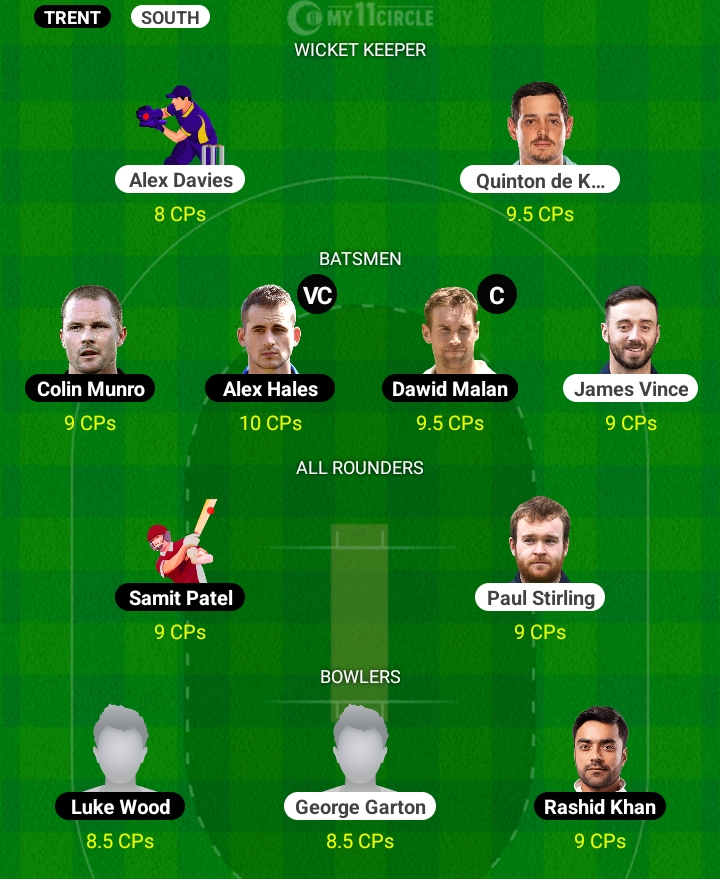 TRENT SOUTH MY11CIRCLE
WICKET KEEPER
Alex Davies Quinton de K...
8 CPs 9.5 CPs
BATSMEN
VC C
Colin Munro Alex Hales Dawid Malan James Vince
9 CPs 10 CPs 9.5 CPs 9 CPs
ALL ROUNDERS
Samit Patel Paul Stirling
9 CPs 9 CPs
BOWLERS
Luke Wood George Garton Rashid Khan
8.5 CPs 8.5 CPs 9 CPs